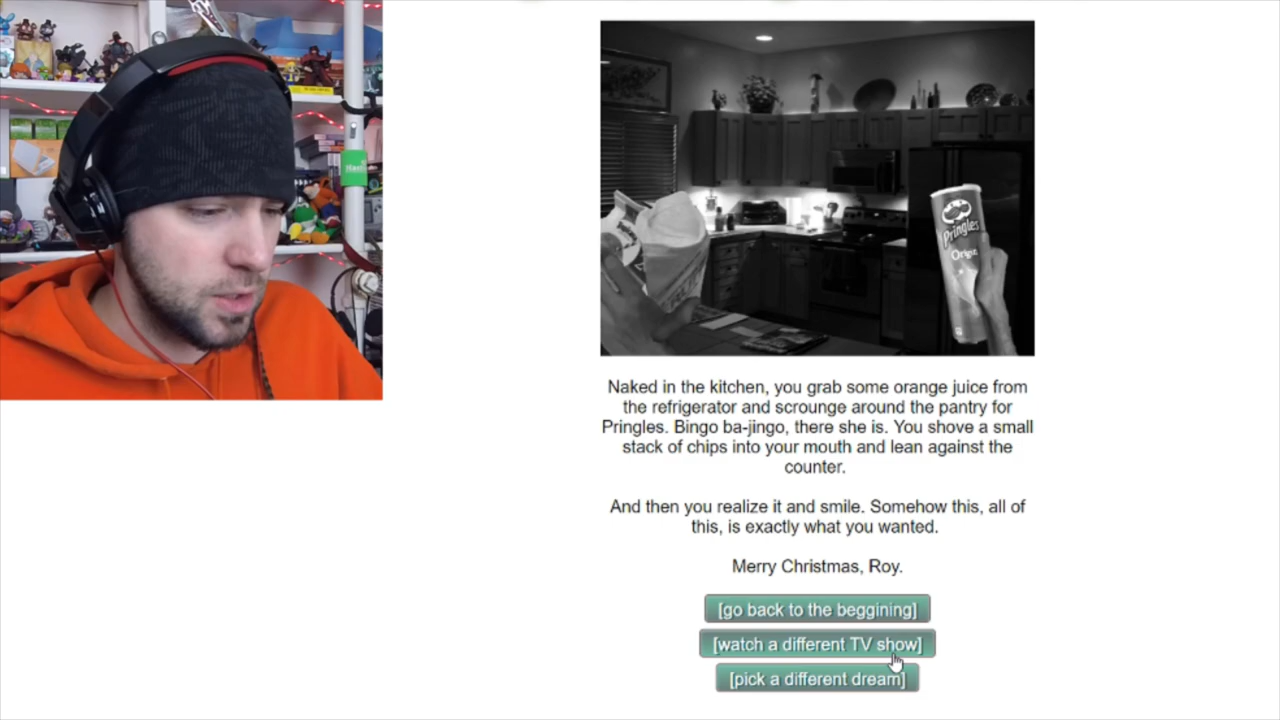 Pringles
Original
Naked in the kitchen, you grab some orange juice from
the refrigerator and scrounge around the pantry for
Pringles. Bingo ba-jingo, there she is. You shove a small
stack of chips into your mouth and lean against the
counter.
And then you realize it and smile. Somehow this, all of
this, is exactly what you wanted.
Merry Christmas, Roy.
[go back to the beggining]
[watch a different TV show]
[pick a different dream]